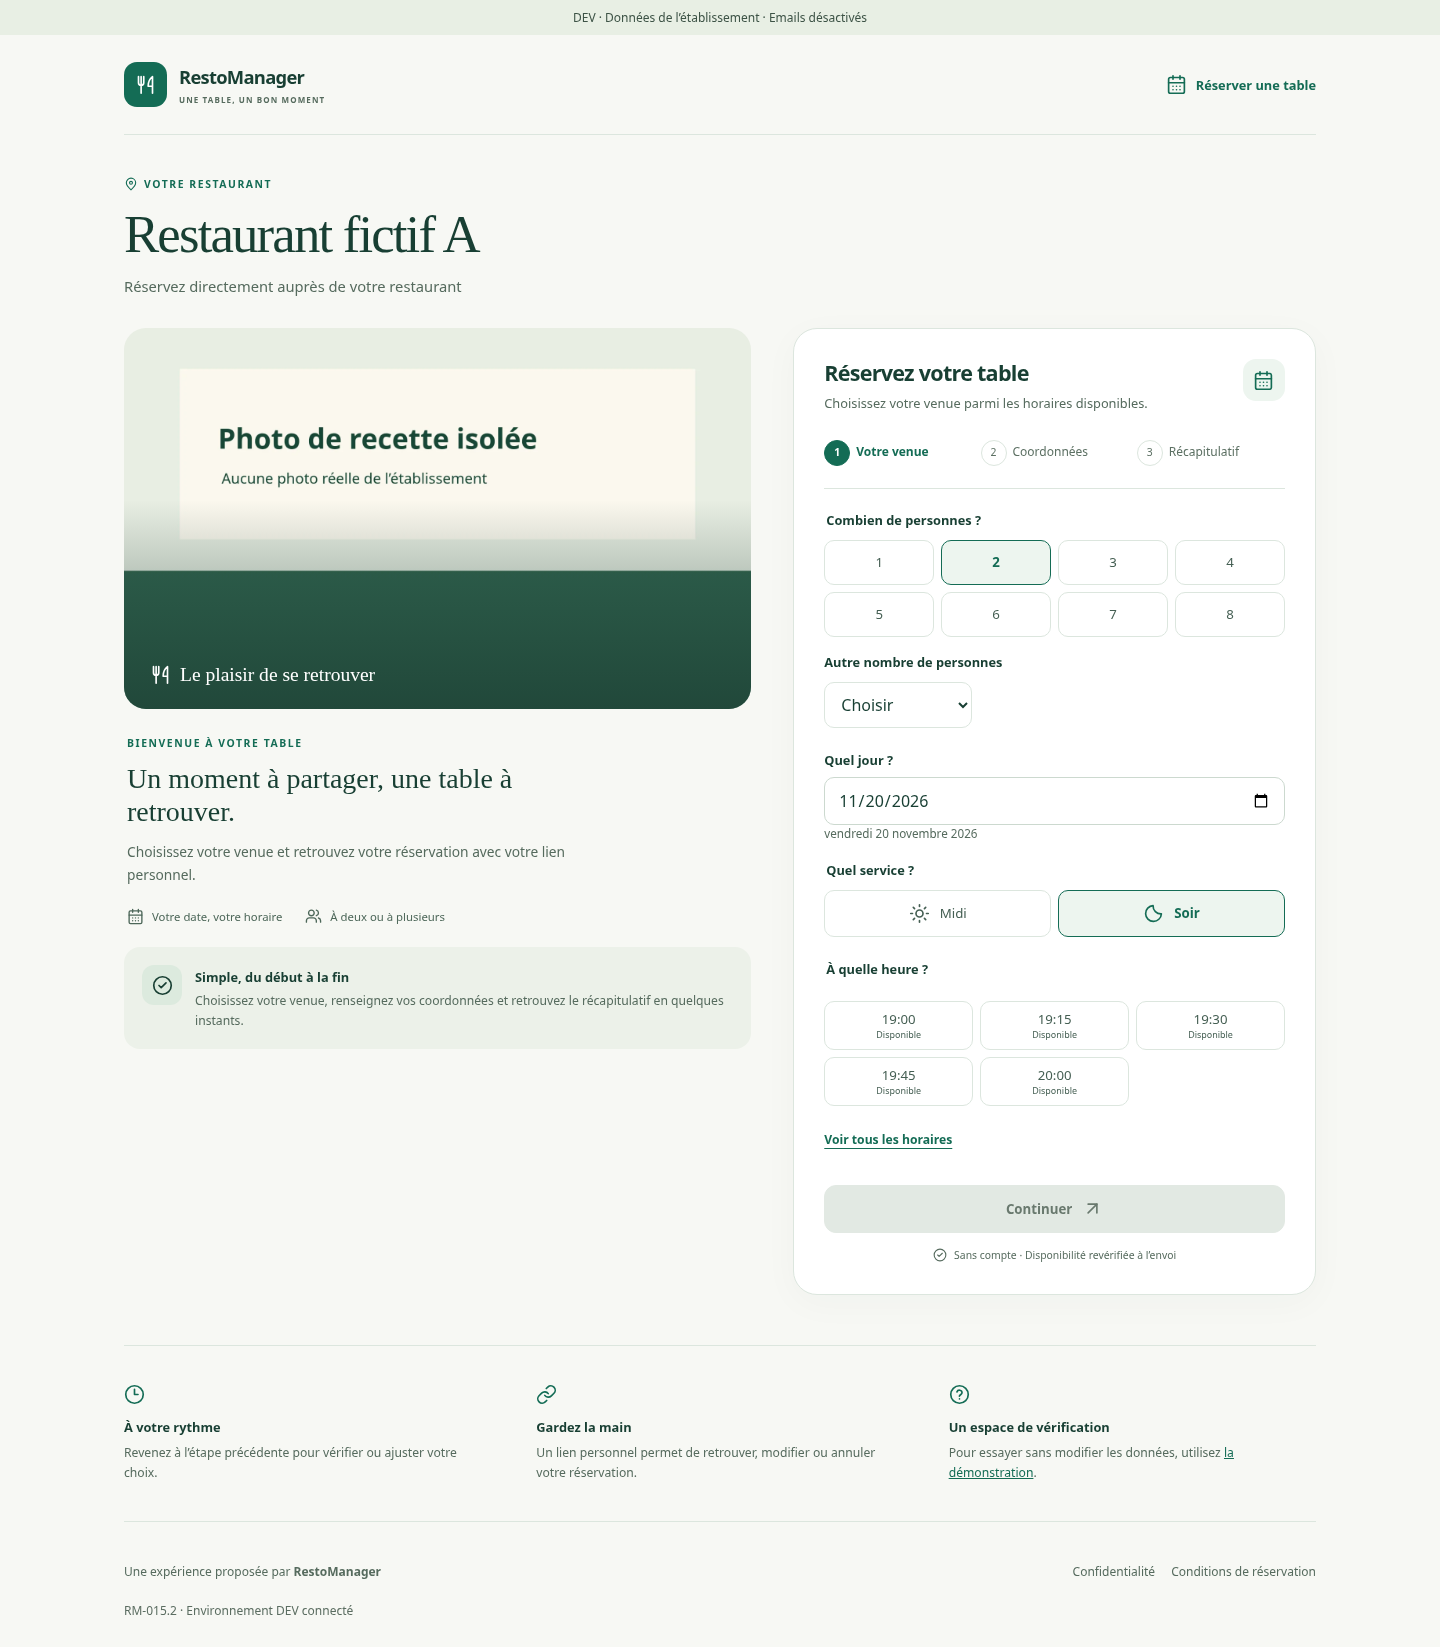 DEV · Données de l'établissement · Emails désactivés
RestoManager
UNE TABLE, UN BON MOMENT
Réserver une table
VOTRE RESTAURANT
Restaurant fictif A
Réservez directement auprès de votre restaurant
Photo de recette isolée
Aucune photo réelle de l'établissement
Le plaisir de se retrouver
BIENVENUE À VOTRE TABLE
Un moment à partager, une table à
retrouver.
Choisissez votre venue et retrouvez votre réservation avec votre lien
personnel.
Votre date, votre horaire
À deux ou à plusieurs
Simple, du début à la fin
Choisissez votre venue, renseignez vos coordonnées et retrouvez le récapitulatif en quelques
instants.
Réservez votre table
Choisissez votre venue parmi les horaires disponibles.
1 Votre venue
2 Coordonnées
3 Récapitulatif
Combien de personnes ?
1 2 3 4
5 6 7 8
Autre nombre de personnes
Choisir
Quel jour ?
11/20/2026
vendredi 20 novembre 2026
Quel service ?
Midi
Soir
À quelle heure ?
19:00 19:15 19:30
Disponible Disponible Disponible
19:45 20:00
Disponible Disponible
Voir tous les horaires
Continuer
Sans compte · Disponibilité revérifiée à l'envoi
À votre rythme
Revenez à l'étape précédente pour vérifier ou ajuster votre
choix.
Gardez la main
Un lien personnel permet de retrouver, modifier ou annuler
votre réservation.
Un espace de vérification
Pour essayer sans modifier les données, utilisez la
démonstration.
Une expérience proposée par RestoManager
Confidentialité
Conditions de réservation
RM-015.2 · Environnement DEV connecté